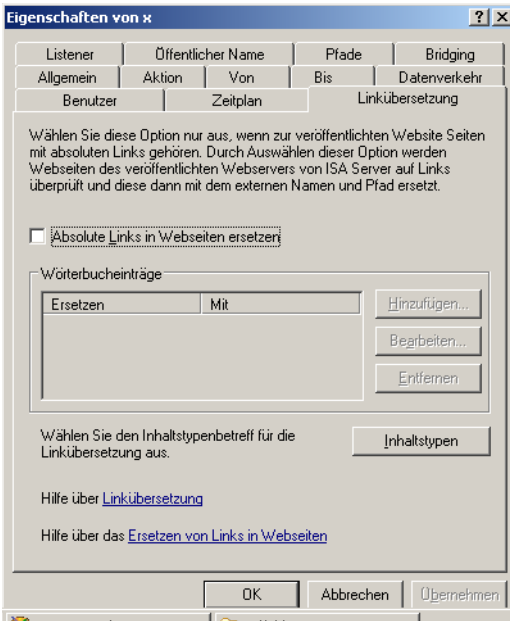 Eigenschaften von x
Listener Öffentlicher Name Pfade Bridging
Allgemein Aktion Von Bis Datenverkehr
Benutzer Zeitplan Linkübersetzung
Wählen Sie diese Option nur aus, wenn zur veröffentlichten Website Seiten
mit absoluten Links gehören. Durch Auswählen dieser Option werden
Webseiten des veröffentlichten Webservers von ISA Server auf Links
überprüft und diese dann mit dem externen Namen und Pfad ersetzt.
Absolute Links in Webseiten ersetzen
Wörterbucheinträge
Ersetzen Mit
Hinzufügen...
Bearbeiten...
Entfernen
Wählen Sie den Inhaltstypenbetreff für die
Linkübersetzung aus.
Inhaltstypen
Hilfe über Linkübersetzung
Hilfe über das Ersetzen von Links in Webseiten
OK Abbrechen Übernehmen